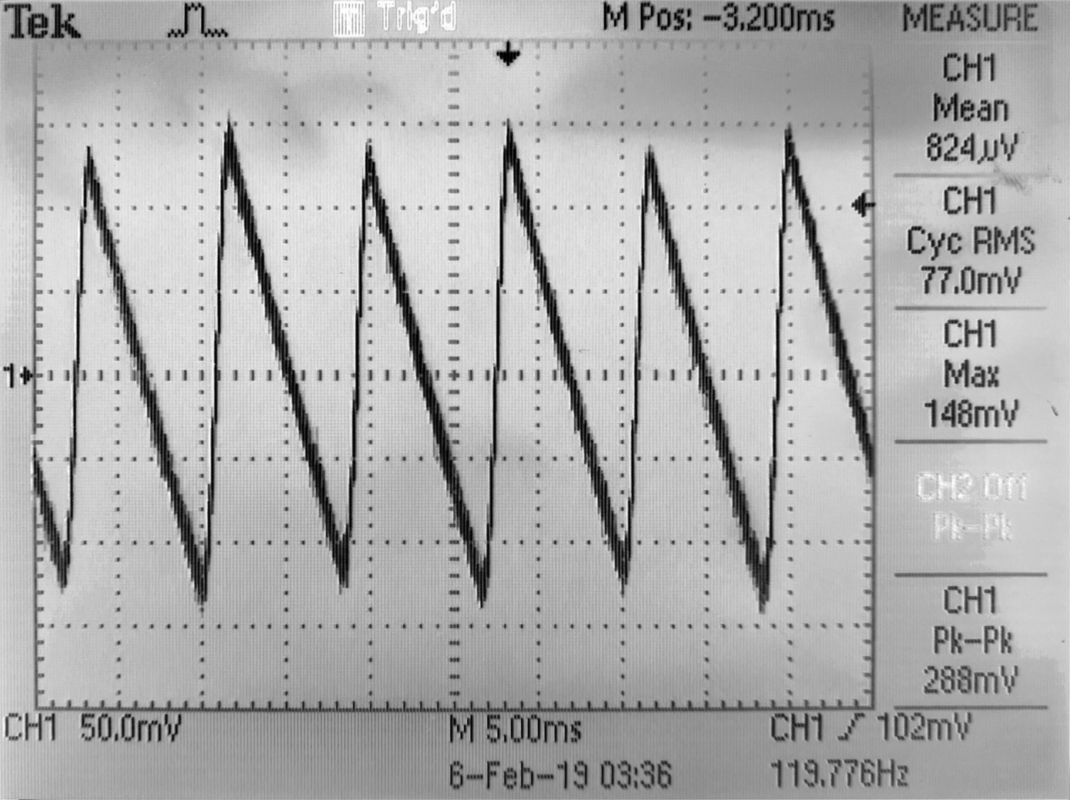 Tek T Trig'd M Pos: -3.200ms MEASURE
CH1
Mean
824µV
CH1
Cyc RMS
77.0mV
1
CH1
Max
148mV
CH2 Off
Pk-Pk
CH1
Pk-Pk
288mV
CH1 50.0mV M 5.00ms CH1 102mV
6-Feb-19 03:36 119.776Hz